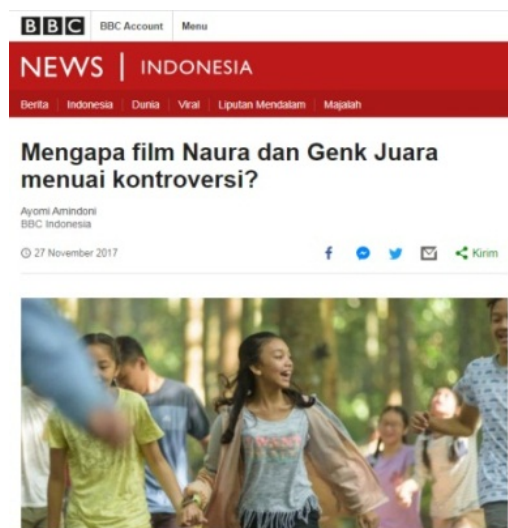 BBC BBC Account Menu
NEWS | INDONESIA
Berita Indonesia Dunia Viral Liputan Mendalam Majalah
Mengapa film Naura dan Genk Juara
menuai kontroversi?
Ayomi Amindoni
BBC Indonesia
27 November 2017
Kirim